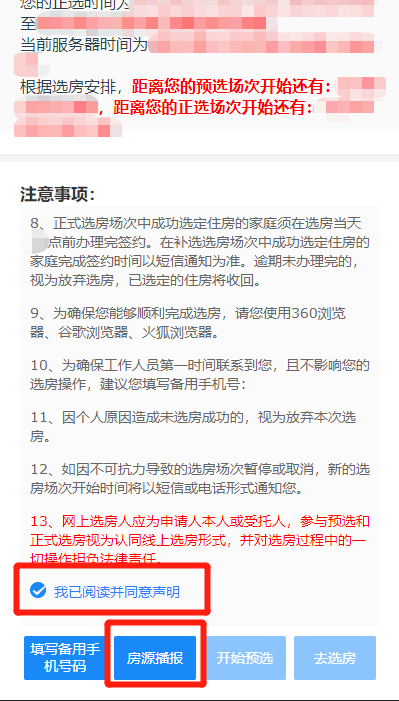 您的正选时间为
至
当前服务器时间为
根据选房安排，距离您的预选场次开始还有：
，距离您的正选场次开始还有：
注意事项：
8、正式选房场次中成功选定住房的家庭须在选房当天
点前办理完签约。在补选选房场次中成功选定住房的
家庭完成签约时间以短信通知为准。逾期未办理完的，
视为放弃选房，已选定的住房将收回。
9、为确保您能够顺利完成选房，请您使用360浏览
器、谷歌浏览器、火狐浏览器。
10、为确保工作人员第一时间联系到您，且不影响您的
选房操作，建议您填写备用手机号：
11、因个人原因造成未选房成功的，视为放弃本次选
房。
12、如因不可抗力导致的选房场次暂停或取消，新的选
房场次开始时间将以短信或电话形式通知您。
13、网上选房人应为申请人本人或受托人，参与预选和
正式选房视为认同线上选房形式，并对选房过程中的一
切操作担负法律责任。
我已阅读并同意声明
填写备用手
机号码
房源播报
开始预选
去选房